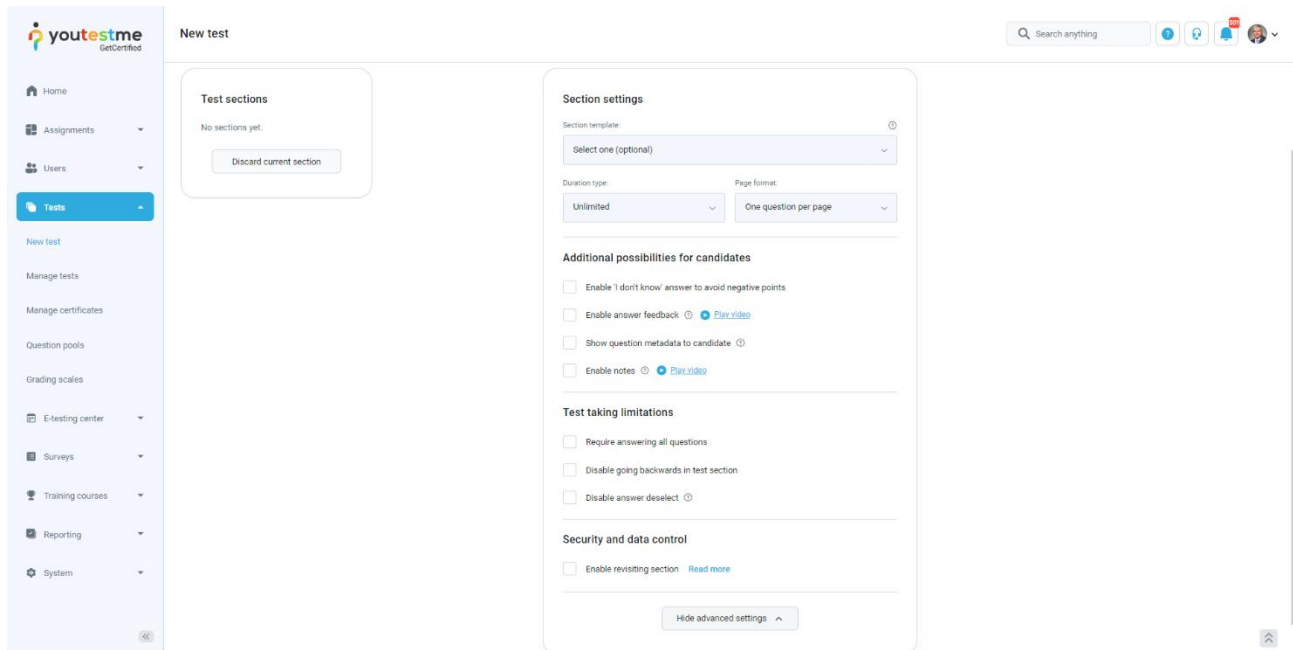 youtestme
GetCertified
New test
Search anything
501
Home
Assignments
Users
Tests
New test
Manage tests
Manage certificates
Question pools
Grading scales
E-testing center
Surveys
Training courses
Reporting
System
Test sections
No sections yet.
Discard current section
Section settings
Section template:
Select one (optional)
Duration type:
Page format:
Unlimited
One question per page
Additional possibilities for candidates
Enable 'I don't know' answer to avoid negative points
Enable answer feedback Play video
Show question metadata to candidate
Enable notes Play video
Test taking limitations
Require answering all questions
Disable going backwards in test section
Disable answer deselect
Security and data control
Enable revisiting section Read more
Hide advanced settings